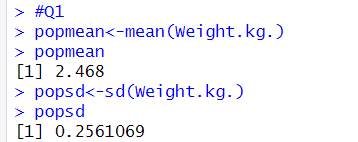 > #Q1
> popmean<-mean(Weight.kg.)
> popmean
[1] 2.468
> popsd<-sd(Weight.kg.)
> popsd
[1] 0.2561069